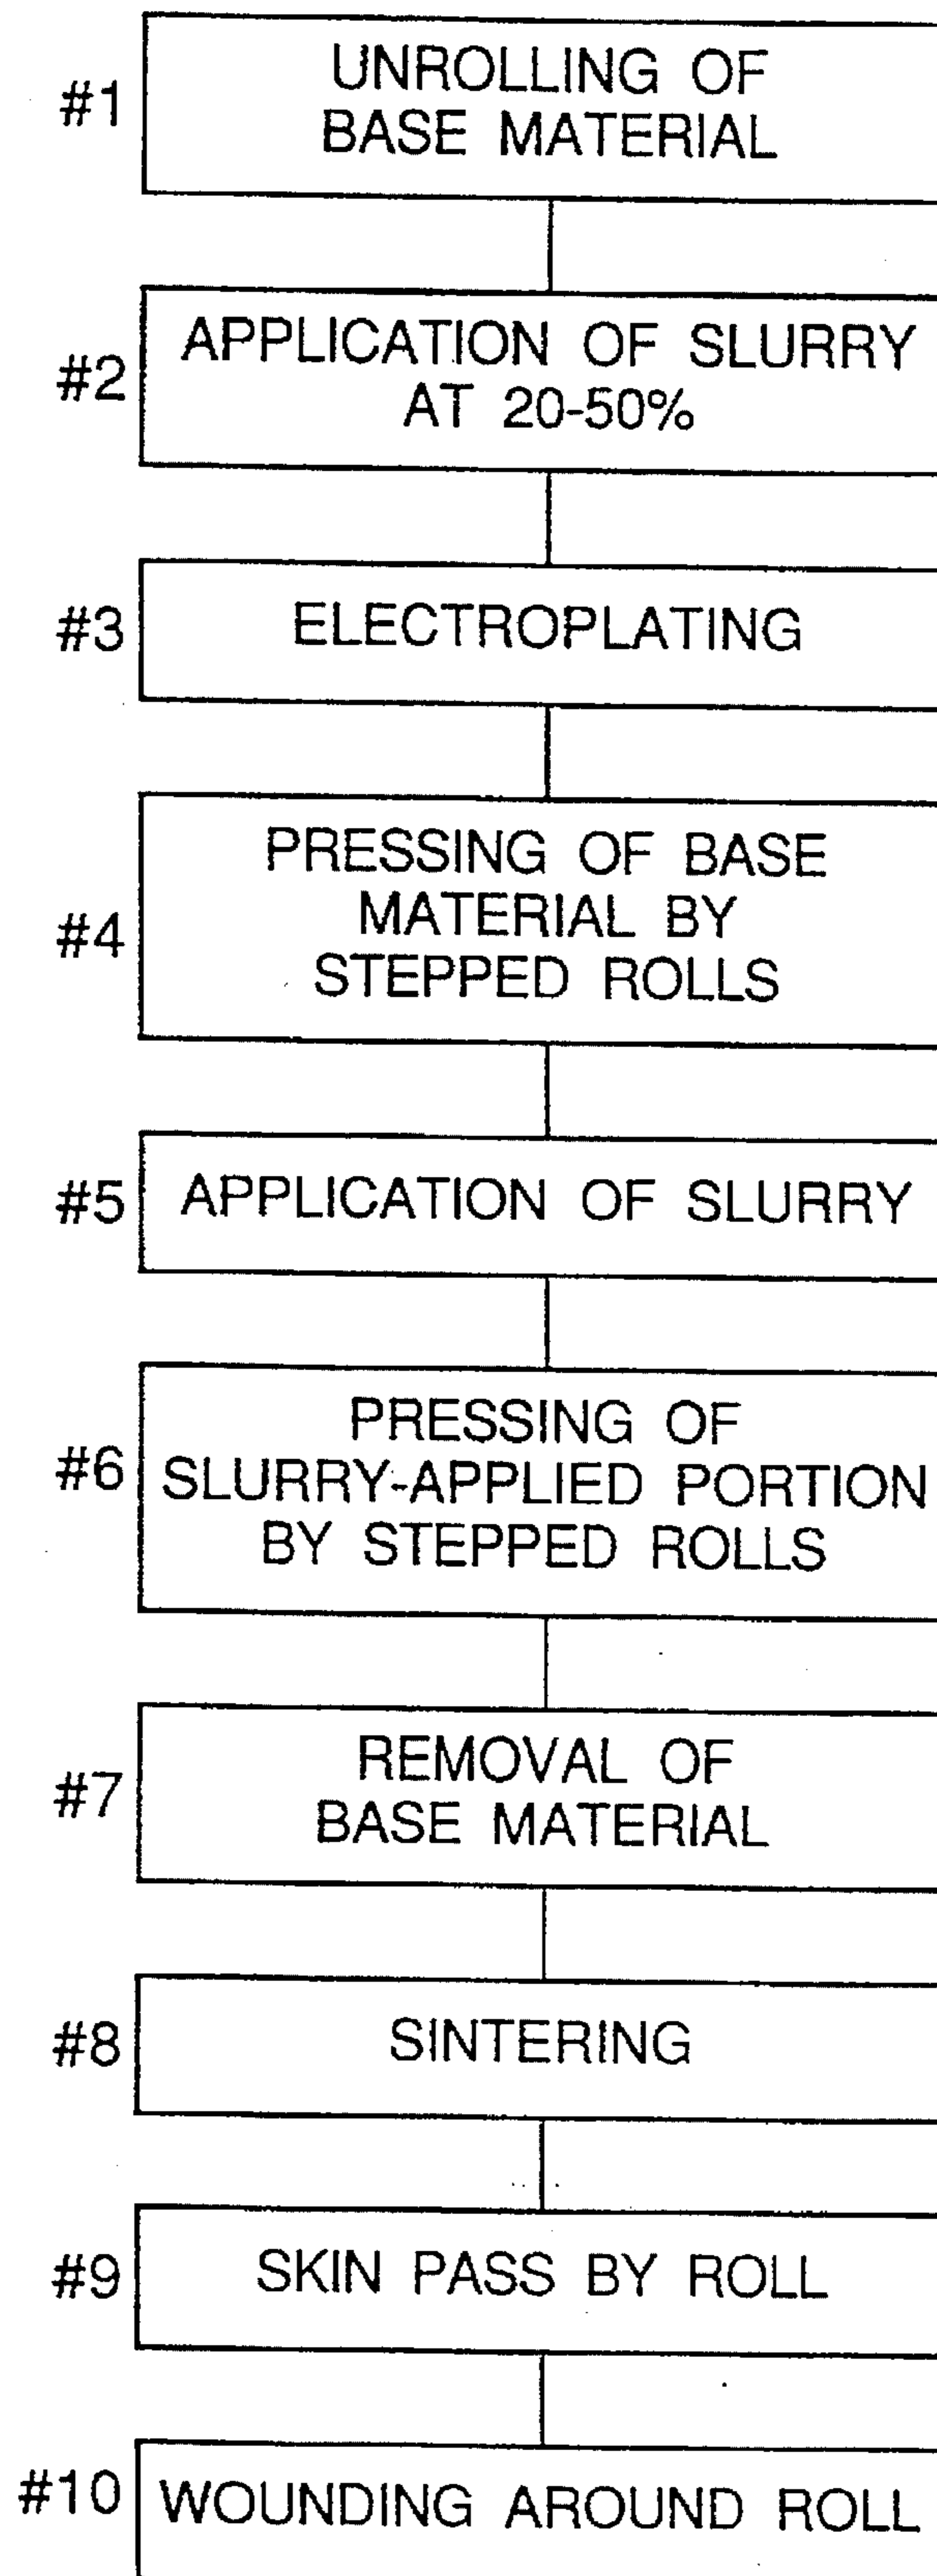 #1
UNROLLING OF
BASE MATERIAL
#2
APPLICATION OF SLURRY
AT 20-50%
#3
ELECTROPLATING
#4
PRESSING OF BASE
MATERIAL BY
STEPPED ROLLS
#5
APPLICATION OF SLURRY
#6
PRESSING OF
SLURRY-APPLIED PORTION
BY STEPPED ROLLS
#7
REMOVAL OF
BASE MATERIAL
#8
SINTERING
#9
SKIN PASS BY ROLL
#10
WOUNDING AROUND ROLL